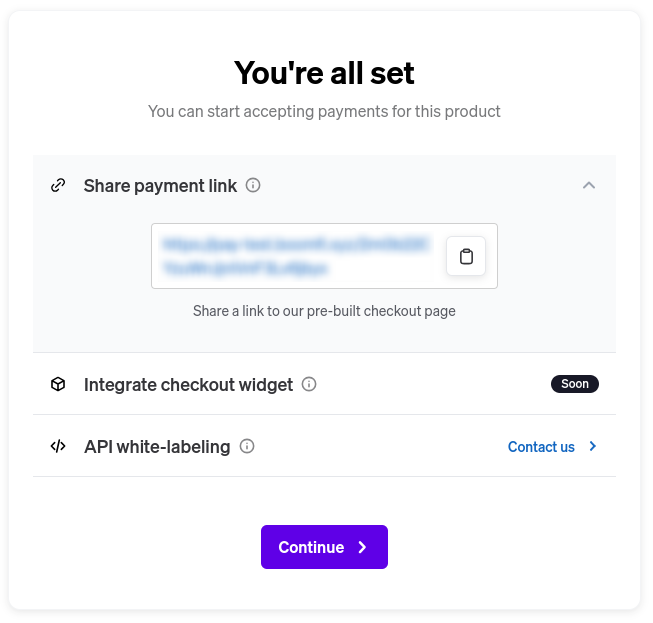 You're all set
You can start accepting payments for this product
Share payment link
Share a link to our pre-built checkout page
Integrate checkout widget
Soon
API white-labeling
Contact us
Continue